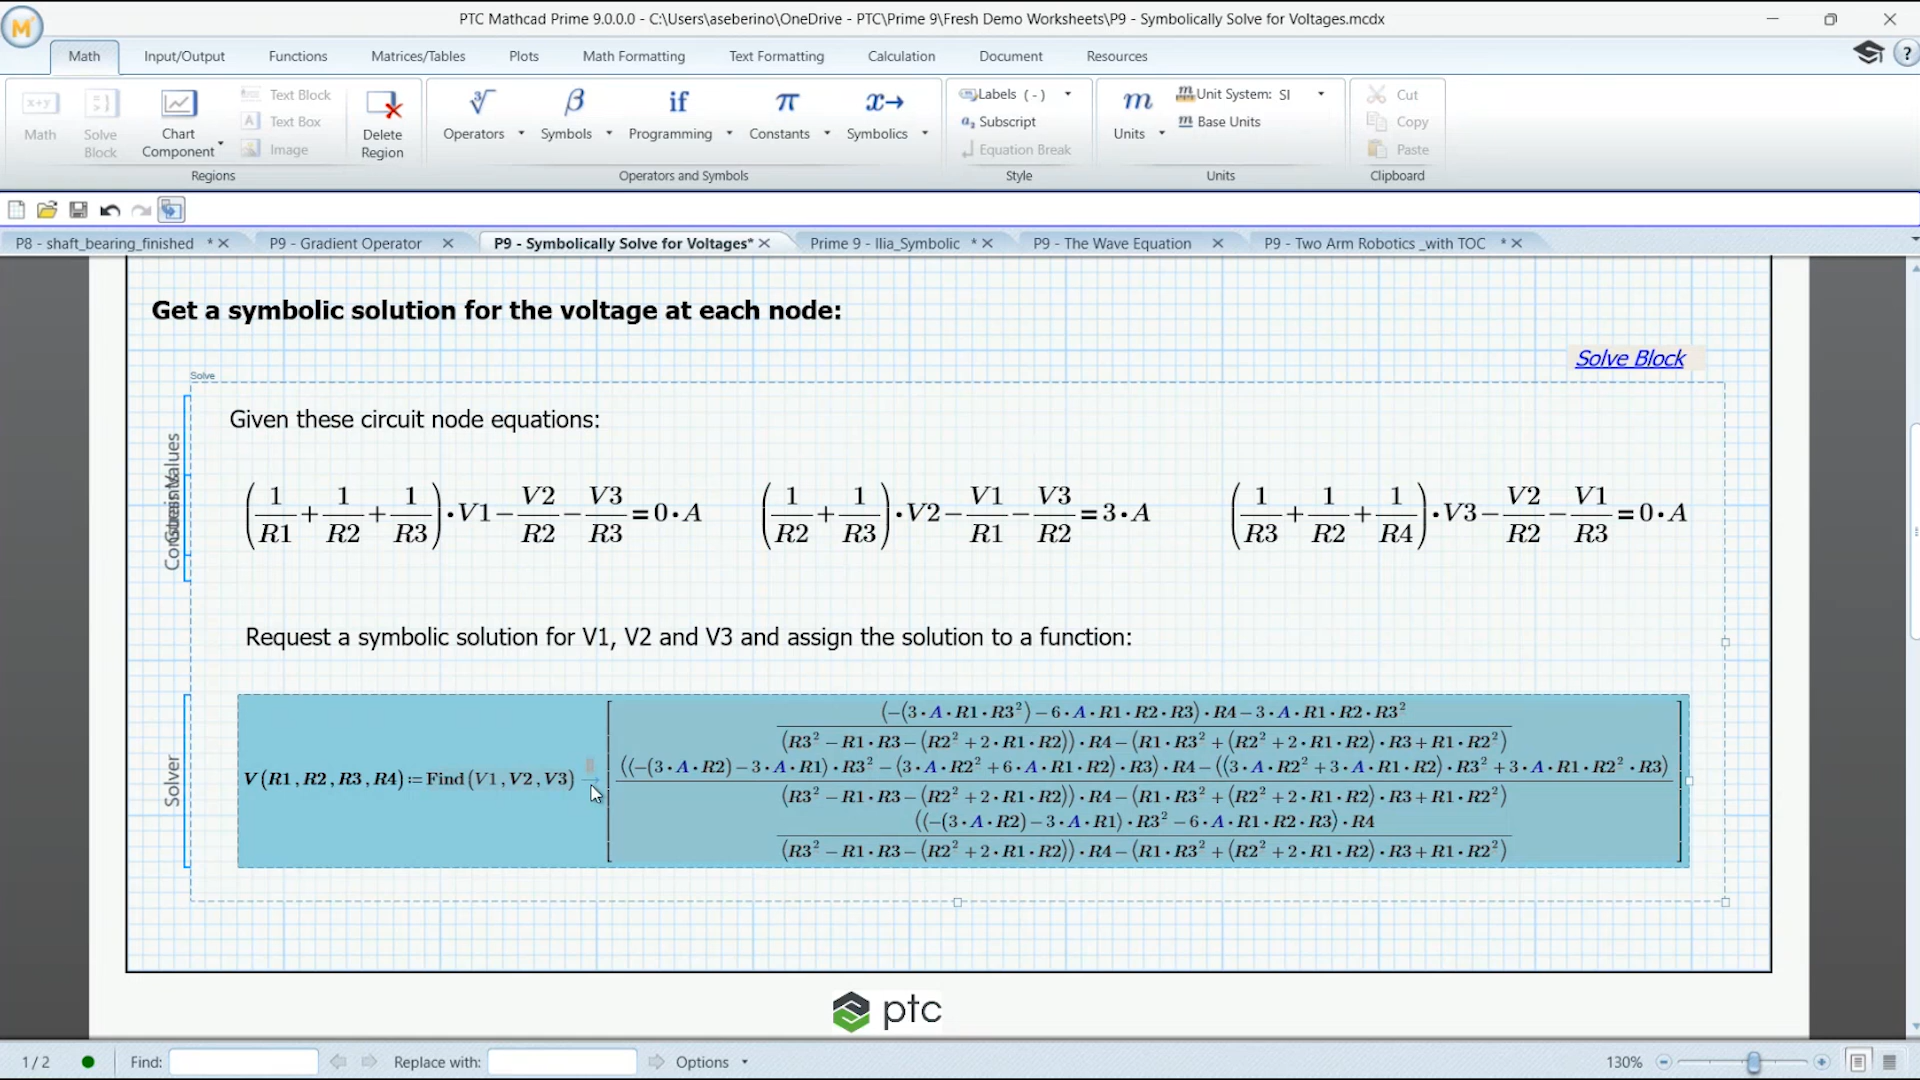 PTC Mathcad Prime 9.0.0.0 - C:\Users\aseberino\OneDrive - PTC\Prime 9\Fresh Demo Worksheets\P9 - Symbolically Solve for Voltages.mcdx
Math Input/Output Functions Matrices/Tables Plots Math Formatting Text Formatting Calculation Document Resources
Math
Solve Block
Chart Component
Text Block
Text Box
Image
Delete Region
Regions
Operators
Symbols
if Programming
π Constants
x→ Symbolics
Operators and Symbols
Labels ( - )
Subscript
Equation Break
Style
Units
Unit System: SI
Base Units
Units
Cut
Copy
Paste
Clipboard
P8 - shaft_bearing_finished * P9 - Gradient Operator P9 - Symbolically Solve for Voltages* Prime 9 - Ilia_Symbolic * P9 - The Wave Equation P9 - Two Arm Robotics _with TOC *
Get a symbolic solution for the voltage at each node:
Solve Block
Solve
Given these circuit node equations:
(1/R1 + 1/R2 + 1/R3)•V1 − V2/R2 − V3/R3 = 0•A
(1/R2 + 1/R3)•V2 − V1/R1 − V3/R2 = 3•A
(1/R3 + 1/R2 + 1/R4)•V3 − V2/R2 − V1/R3 = 0•A
Request a symbolic solution for V1, V2 and V3 and assign the solution to a function:
Solver
V(R1, R2, R3, R4) := Find(V1, V2, V3) →
(−(3•A•R1•R3²) − 6•A•R1•R2•R3)•R4 − 3•A•R1•R2•R3²
(R3² − R1•R3 − (R2² + 2•R1•R2))•R4 − (R1•R3² + (R2² + 2•R1•R2)•R3 + R1•R2²)
((−(3•A•R2) − 3•A•R1)•R3² − (3•A•R2² + 6•A•R1•R2)•R3)•R4 − ((3•A•R2² + 3•A•R1•R2)•R3² + 3•A•R1•R2²•R3)
(R3² − R1•R3 − (R2² + 2•R1•R2))•R4 − (R1•R3² + (R2² + 2•R1•R2)•R3 + R1•R2²)
((−(3•A•R2) − 3•A•R1)•R3² − 6•A•R1•R2•R3)•R4
(R3² − R1•R3 − (R2² + 2•R1•R2))•R4 − (R1•R3² + (R2² + 2•R1•R2)•R3 + R1•R2²)
ptc
1 / 2 Find: Replace with: Options 130%